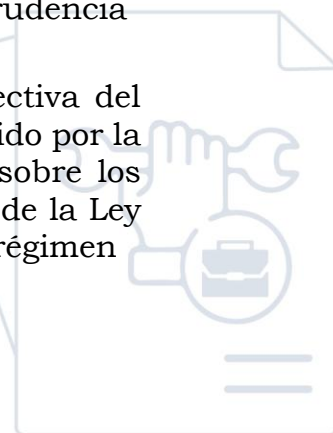 rudencia
ectiva del
ido por la
sobre los
de la Ley
régimen